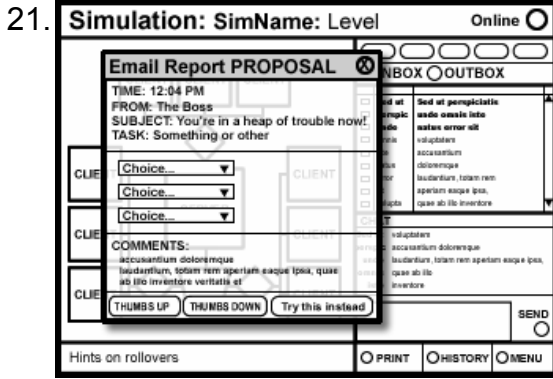 21.
Simulation: SimName: Level
Online
Email Report PROPOSAL
TIME: 12:04 PM
FROM: The Boss
SUBJECT: You're in a heap of trouble now!
TASK: Something or other
Choice...
Choice...
Choice...
COMMENTS:
accusantium doloremque
laudantium, totam rem aperiam eaque ipsa, quae
ab illo inventore veritatis et
THUMBS UP
THUMBS DOWN
Try this instead
CLIE
CLIE
CLIE
CLIENT
CLIENT
NBOX
OUTBOX
Sed ut perspiciatis
unde omnis iste
natus error sit
voluptatem
accusantium
doloremque
laudantium, totam rem
aperiam eaque ipsa,
quae ab illo inventore
voluptatem
accusantium doloremque
laudantium, totam rem aperiam eaque ipsa,
quae ab illo
inventore
SEND
Hints on rollovers
PRINT
HISTORY
MENU